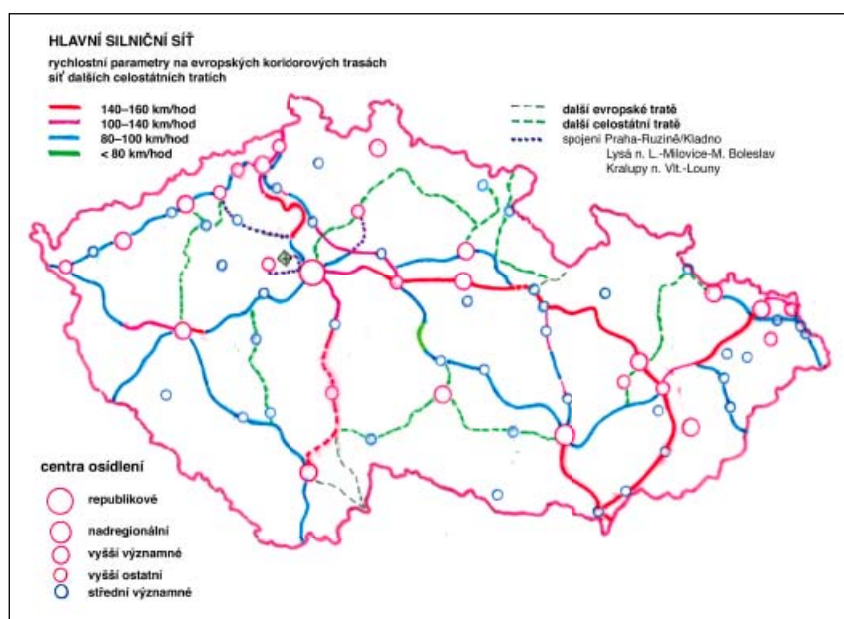 HLAVNÍ SILNIČNÍ SÍŤ
rychlostní parametry na evropských koridorových trasách
síť dalších celostátních tratích
140–160 km/hod
100–140 km/hod
80–100 km/hod
< 80 km/hod
další evropské tratě
další celostátní tratě
spojení Praha-Ruzině/Kladno
Lysá n. L.-Milovice-M. Boleslav
Kralupy n. Vlt.-Louny
centra osídlení
republikové
nadregionální
vyšší významné
vyšší ostatní
střední významné